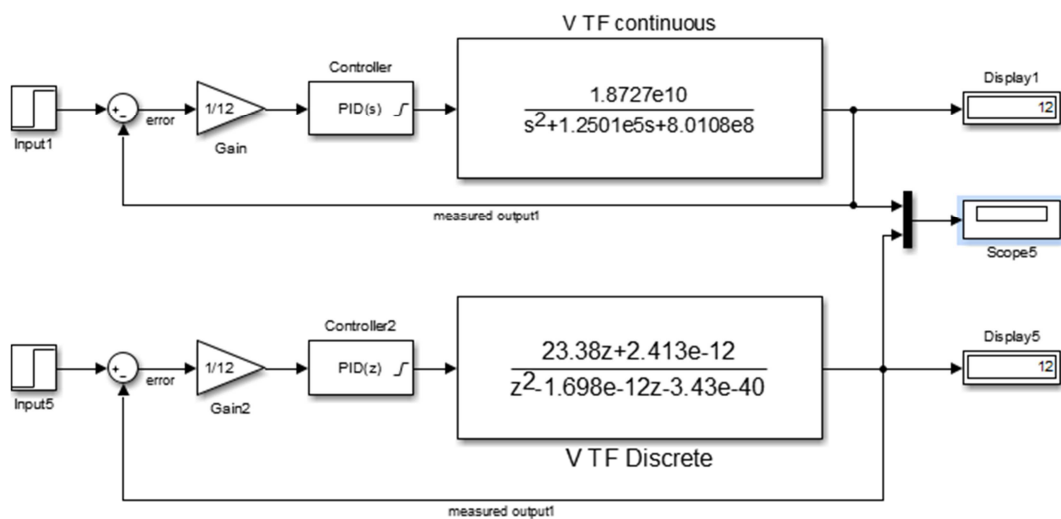 V TF continuous
Controller
Display1
1.8727e10
s²+1.2501e5s+8.0108e8
1/12
PID(s)
12
+
-
error
Input1
Gain
measured output1
Scope5
Controller2
Display5
23.38z+2.413e-12
z²-1.698e-12z-3.43e-40
1/12
PID(z)
12
+
-
error
Input5
Gain2
V TF Discrete
measured output1